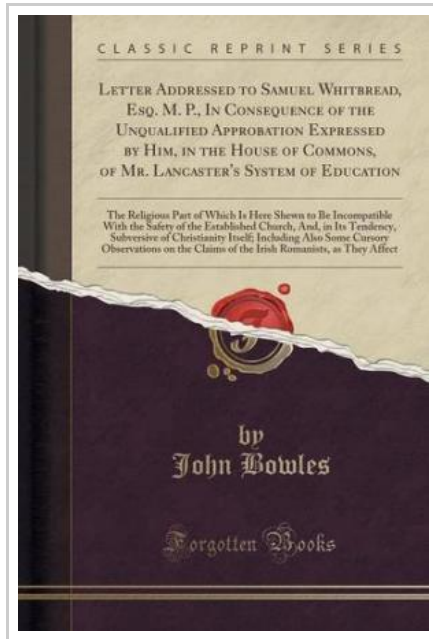 CLASSIC REPRINT SERIES
LETTER ADDRESSED TO SAMUEL WHITBREAD,
ESQ. M. P., IN CONSEQUENCE OF THE
UNQUALIFIED APPROBATION EXPRESSED
BY HIM, IN THE HOUSE OF COMMONS,
OF MR. LANCASTER'S SYSTEM OF EDUCATION
The Religious Part of Which Is Here Shewn to Be Incompatible
With the Safety of the Established Church, And, in Its Tendency,
Subversive of Christianity Itself; Including Also Some Cursory
Observations on the Claims of the Irish Romanists, as They Affect
by
John Bowles
Forgotten Books